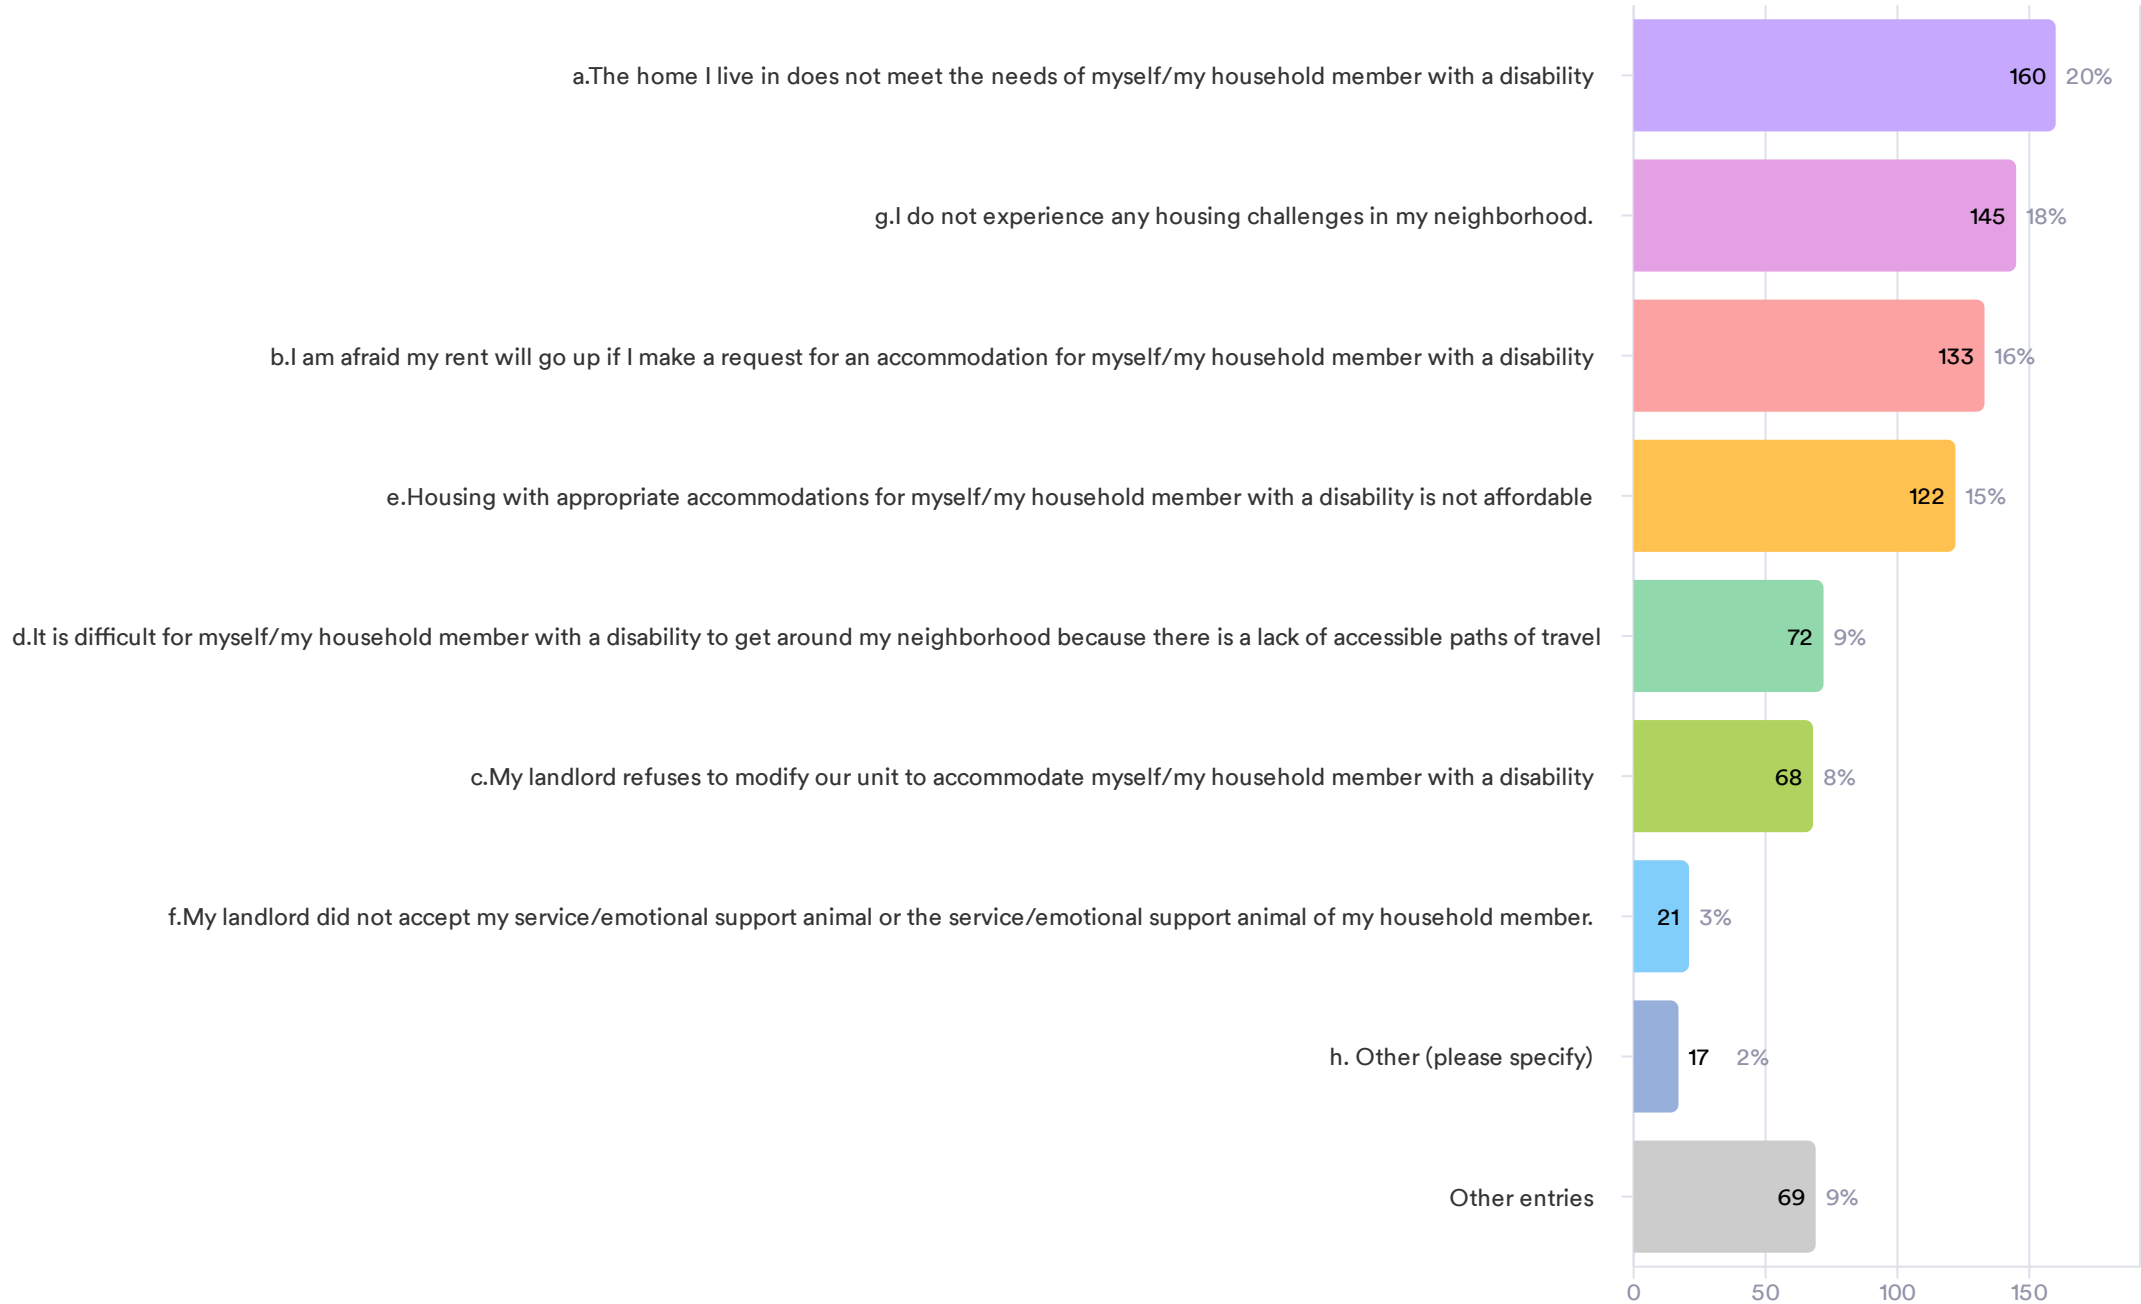 a.The home I live in does not meet the needs of myself/my household member with a disability 160 20%
g.I do not experience any housing challenges in my neighborhood. 145 18%
b.I am afraid my rent will go up if I make a request for an accommodation for myself/my household member with a disability 133 16%
e.Housing with appropriate accommodations for myself/my household member with a disability is not affordable 122 15%
d.It is difficult for myself/my household member with a disability to get around my neighborhood because there is a lack of accessible paths of travel 72 9%
c.My landlord refuses to modify our unit to accommodate myself/my household member with a disability 68 8%
f.My landlord did not accept my service/emotional support animal or the service/emotional support animal of my household member. 21 3%
h. Other (please specify) 17 2%
Other entries 69 9%
0 50 100 150